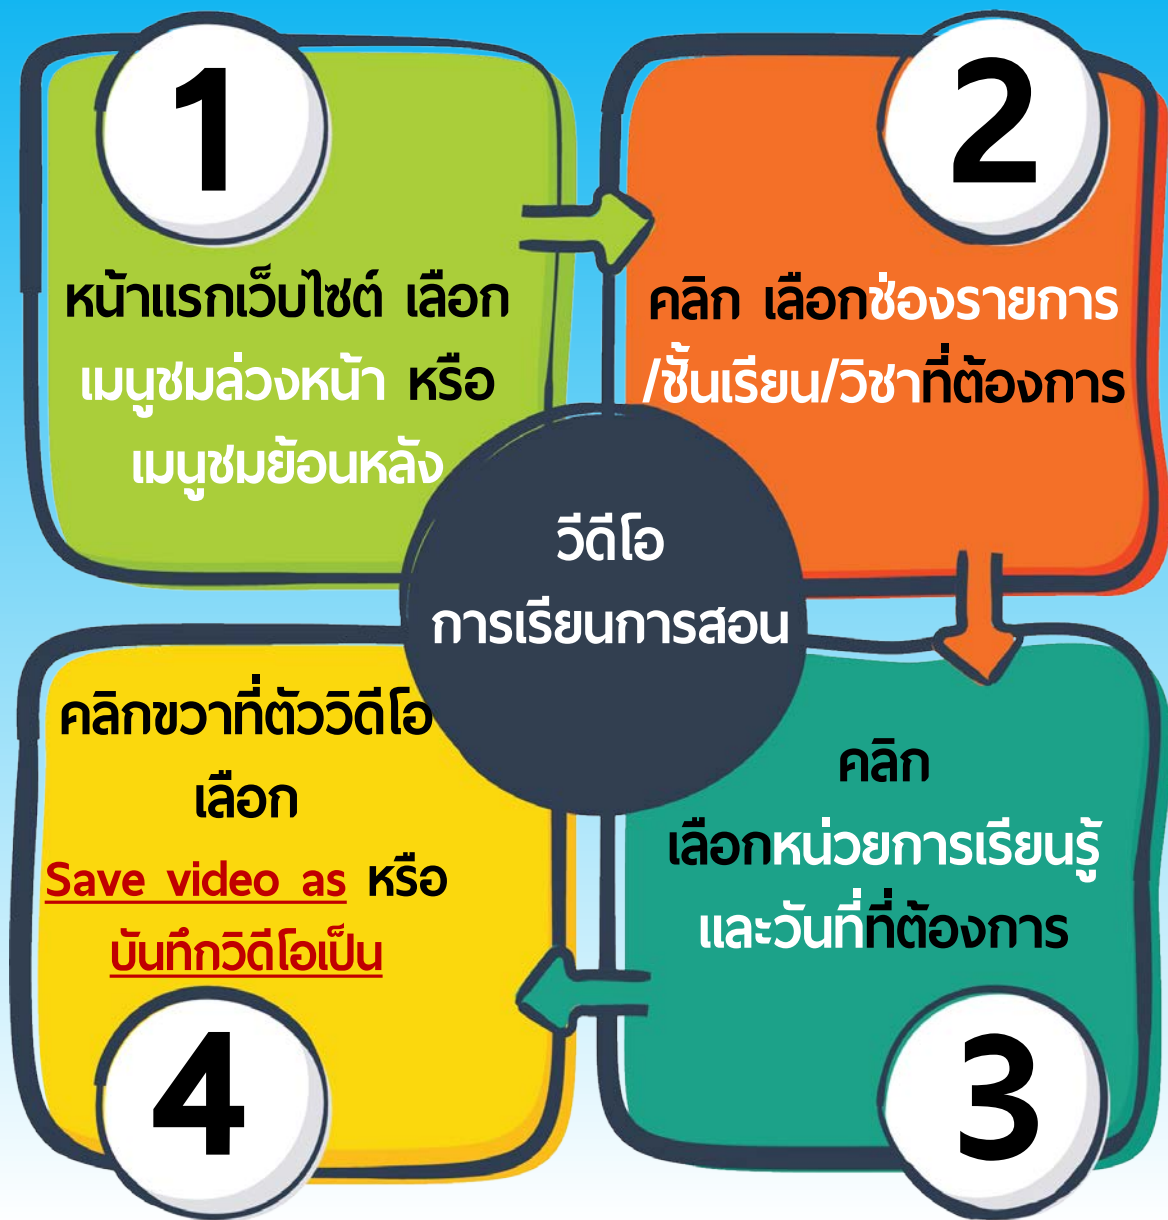 1
หน้าแรกเว็บไซต์ เลือก
เมนูชมล่วงหน้า หรือ
เมนูชมย้อนหลัง
2
คลิก เลือกช่องรายการ
/ชั้นเรียน/วิชาที่ต้องการ
วีดีโอ
การเรียนการสอน
คลิก
เลือกหน่วยการเรียนรู้
และวันที่ที่ต้องการ
3
คลิกขวาที่ตัววิดีโอ
เลือก
Save video as หรือ
บันทึกวิดีโอเป็น
4